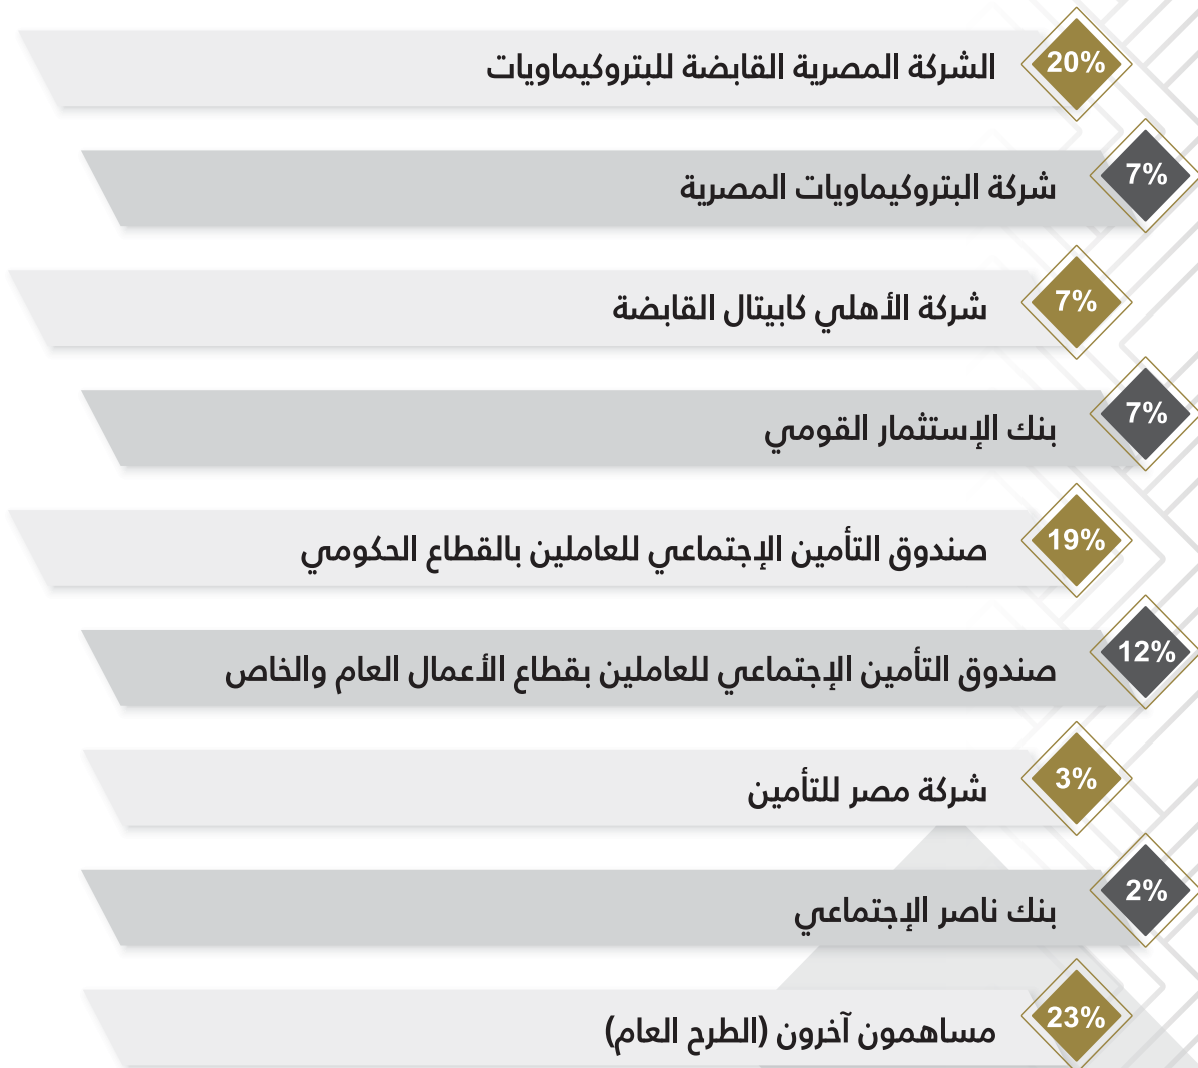 20% الشركة المصرية القابضة للبتروكيماويات
7% شركة البتروكيماويات المصرية
7% شركة الأهلي كابيتال القابضة
7% بنك الإستثمار القومي
19% صندوق التأمين الإجتماعي للعاملين بالقطاع الحكومي
12% صندوق التأمين الإجتماعي للعاملين بقطاع الأعمال العام والخاص
3% شركة مصر للتأمين
2% بنك ناصر الإجتماعي
23% مساهمون آخرون (الطرح العام)